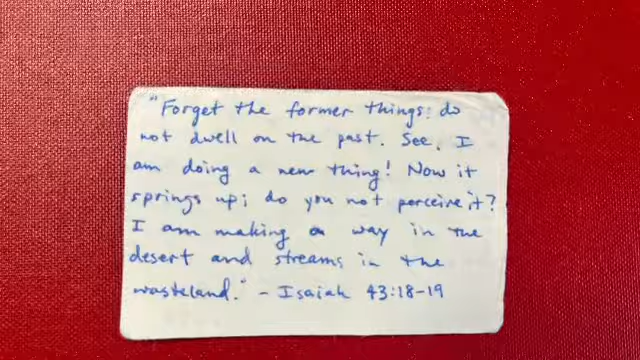 "Forget the former things; do
not dwell on the past. See, I
am doing a new thing! Now it
springs up; do you not perceive it?
I am making a way in the
desert and streams in the
wasteland." - Isaiah 43:18-19